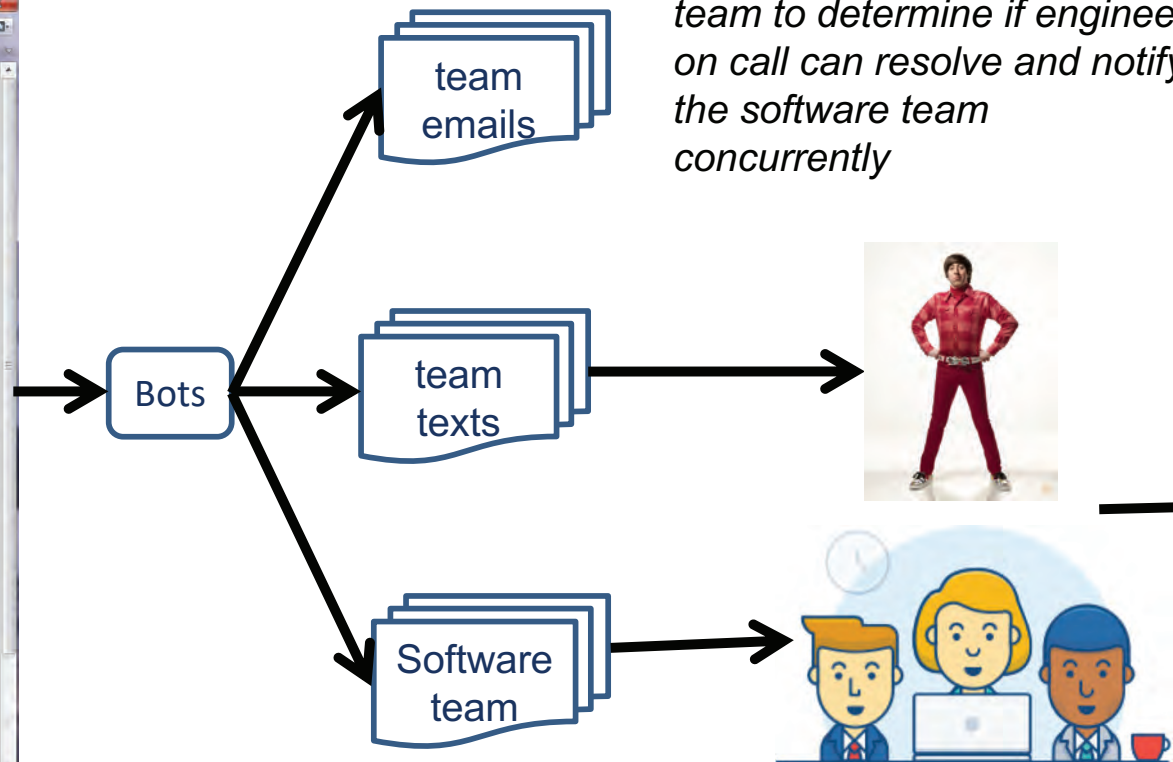 team to determine if enginee
on call can resolve and notify
the software team
concurrently
team
emails
Bots
team
texts
Software
team